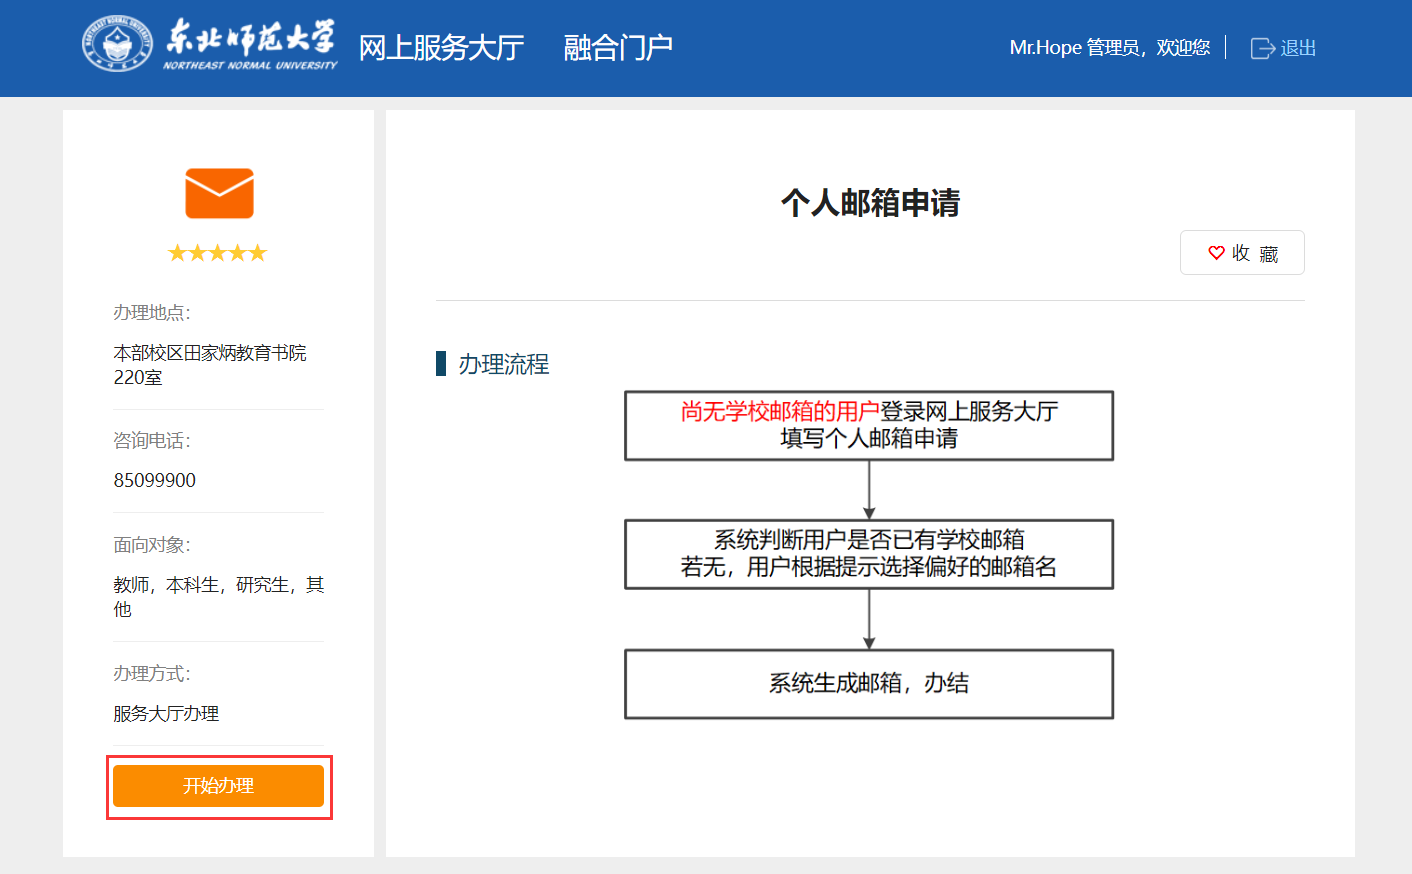 东北师范大学
NORTHEAST NORMAL UNIVERSITY
网上服务大厅 融合门户
Mr.Hope 管理员，欢迎您
退出
办理地点：
本部校区田家炳教育书院
220室
咨询电话：
85099900
面向对象：
教师，本科生，研究生，其
他
办理方式：
服务大厅办理
开始办理
个人邮箱申请
收 藏
办理流程
尚无学校邮箱的用户登录网上服务大厅
填写个人邮箱申请
系统判断用户是否已有学校邮箱
若无，用户根据提示选择偏好的邮箱名
系统生成邮箱，办结